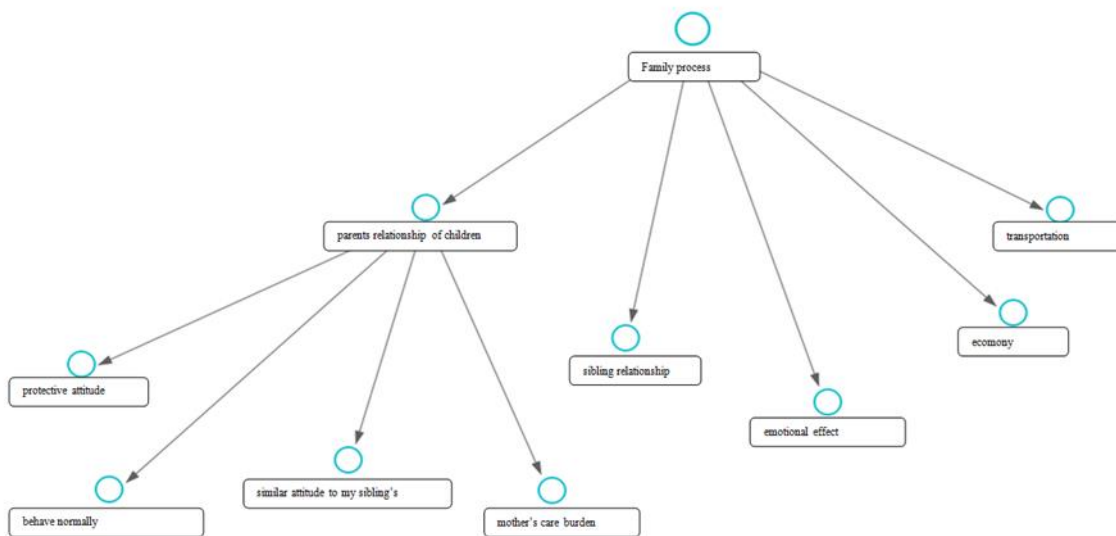 Family process
parents relationship of children
transportation
ecomony
sibling relationship
protective attitude
emotional effect
similar attitude to my sibling's
behave normally
mother's care burden